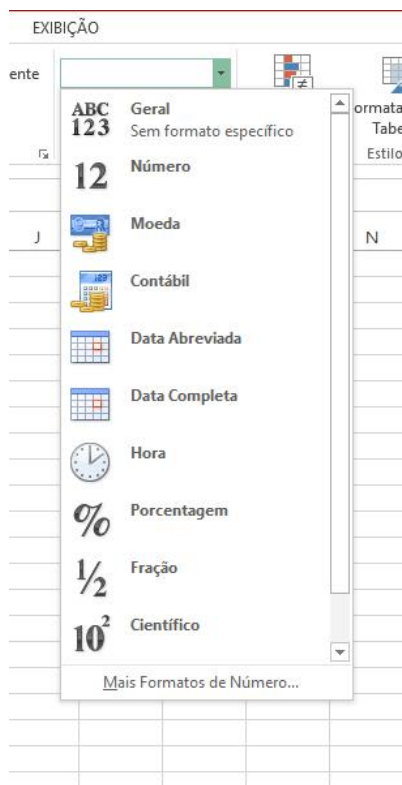 EXIBIÇÃO
ente
ormata
Tabe
Estilo
J
N
ABC
123
Geral
Sem formato específico
12
Número
Moeda
123
Contábil
Data Abreviada
Data Completa
Hora
%
Porcentagem
1/2
Fração
10²
Científico
Mais Formatos de Número...